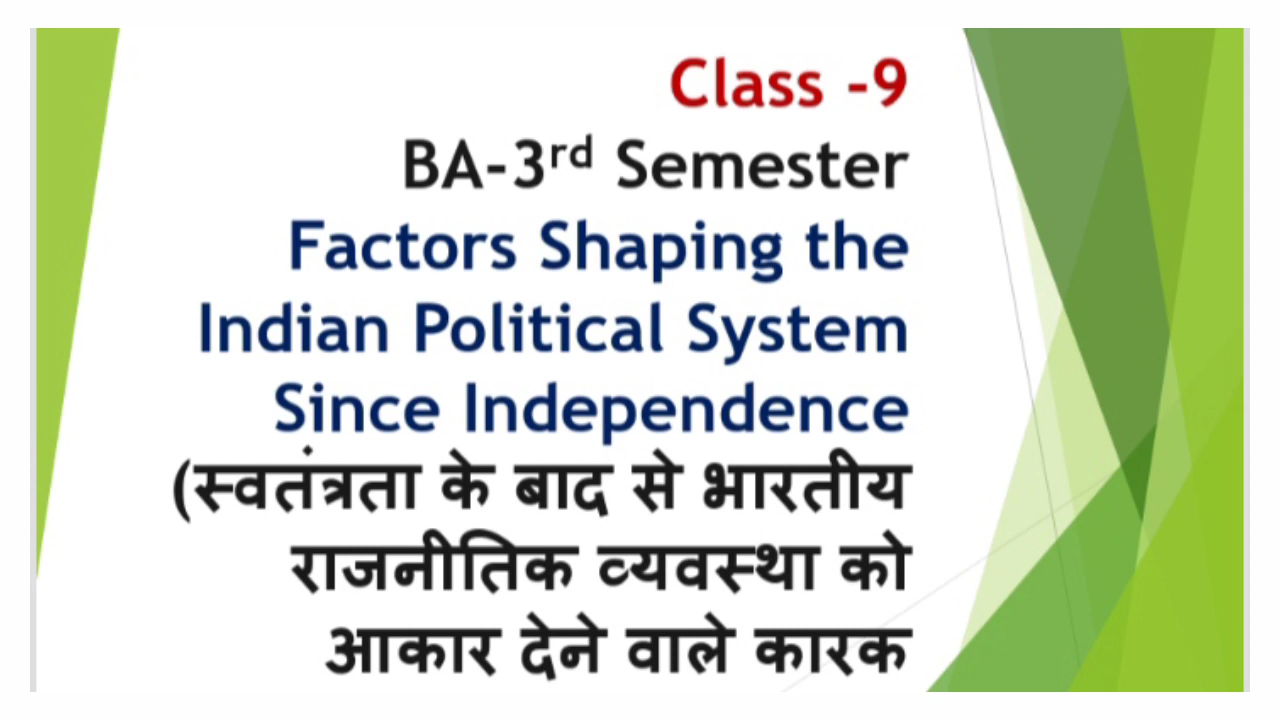 Class -9
BA-3rd Semester
Factors Shaping the
Indian Political System
Since Independence
(स्वतंत्रता के बाद से भारतीय
राजनीतिक व्यवस्था को
आकार देने वाले कारक